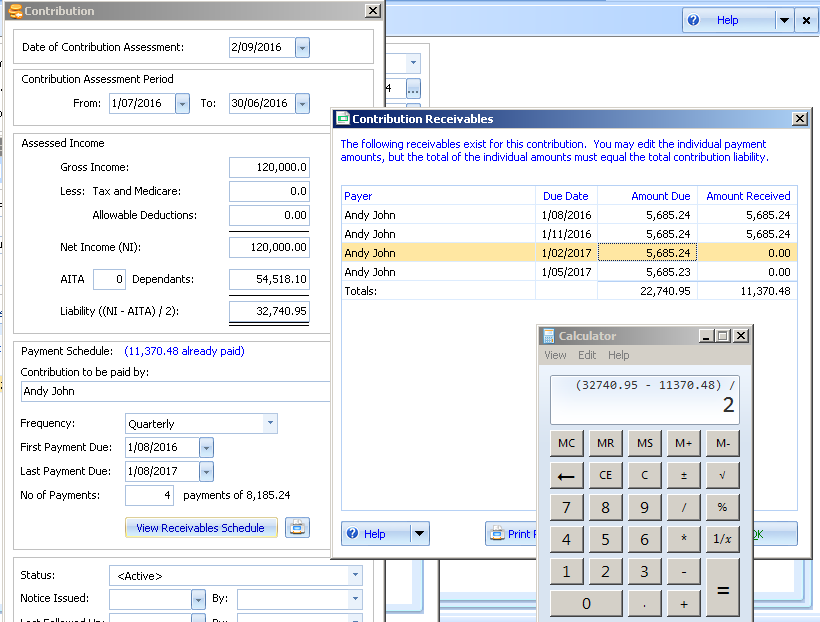 Contribution
Help
Date of Contribution Assessment: 2/09/2016
Contribution Assessment Period
From: 1/07/2016 To: 30/06/2016
4 ...
Assessed Income
Gross Income: 120,000.0
Less: Tax and Medicare: 0.0
Allowable Deductions: 0.00
Net Income (NI): 120,000.00
AITA 0 Dependants: 54,518.10
Liability ((NI - AITA) / 2): 32,740.95
Payment Schedule: (11,370.48 already paid)
Contribution to be paid by:
Andy John
Frequency: Quarterly
First Payment Due: 1/08/2016
Last Payment Due: 1/08/2017
No of Payments: 4 payments of 8,185.24
View Receivables Schedule
Status: <Active>
Notice Issued: By:
Contribution Receivables
The following receivables exist for this contribution. You may edit the individual payment
amounts, but the total of the individual amounts must equal the total contribution liability.
Payer Due Date Amount Due Amount Received
Andy John 1/08/2016 5,685.24 5,685.24
Andy John 1/11/2016 5,685.24 5,685.24
Andy John 1/02/2017 5,685.24 0.00
Andy John 1/05/2017 5,685.23 0.00
Totals: 22,740.95 11,370.48
Help Print
Calculator
View Edit Help
(32740.95 - 11370.48) /
2
MC MR MS M+ M-
← CE C ± √
7 8 9 / %
4 5 6 * 1/x
1 2 3 - =
0 . +